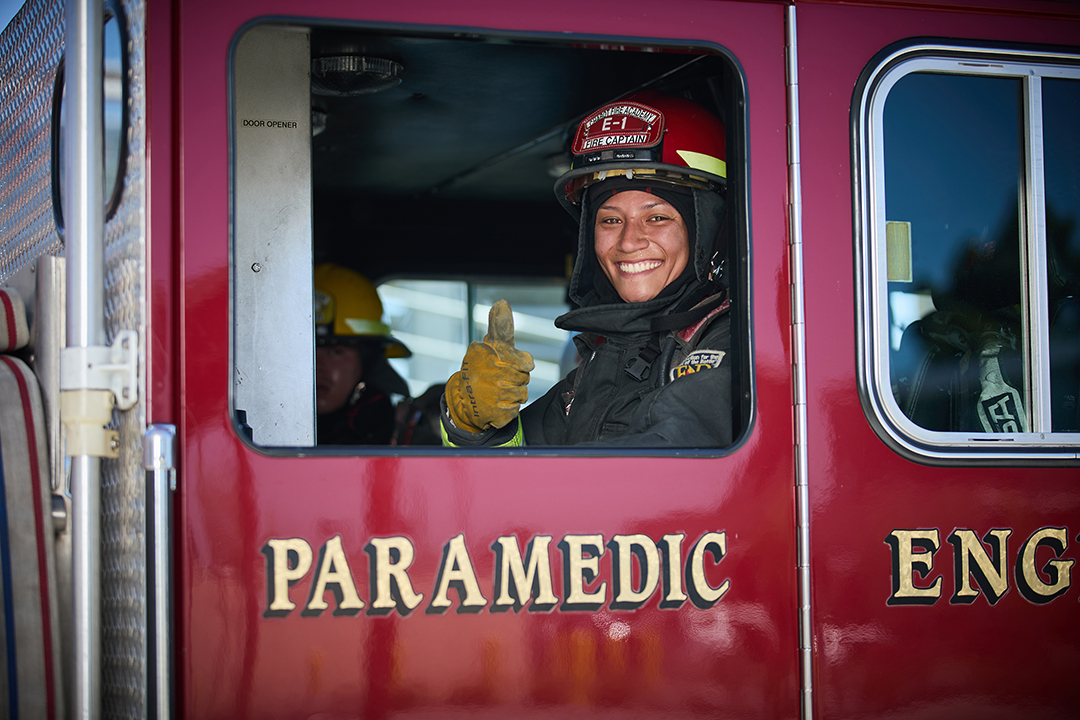 DOOR OPENER
FIRE ACADEMY
E-1
FIRE CAPTAIN
PARAMEDIC
ENG